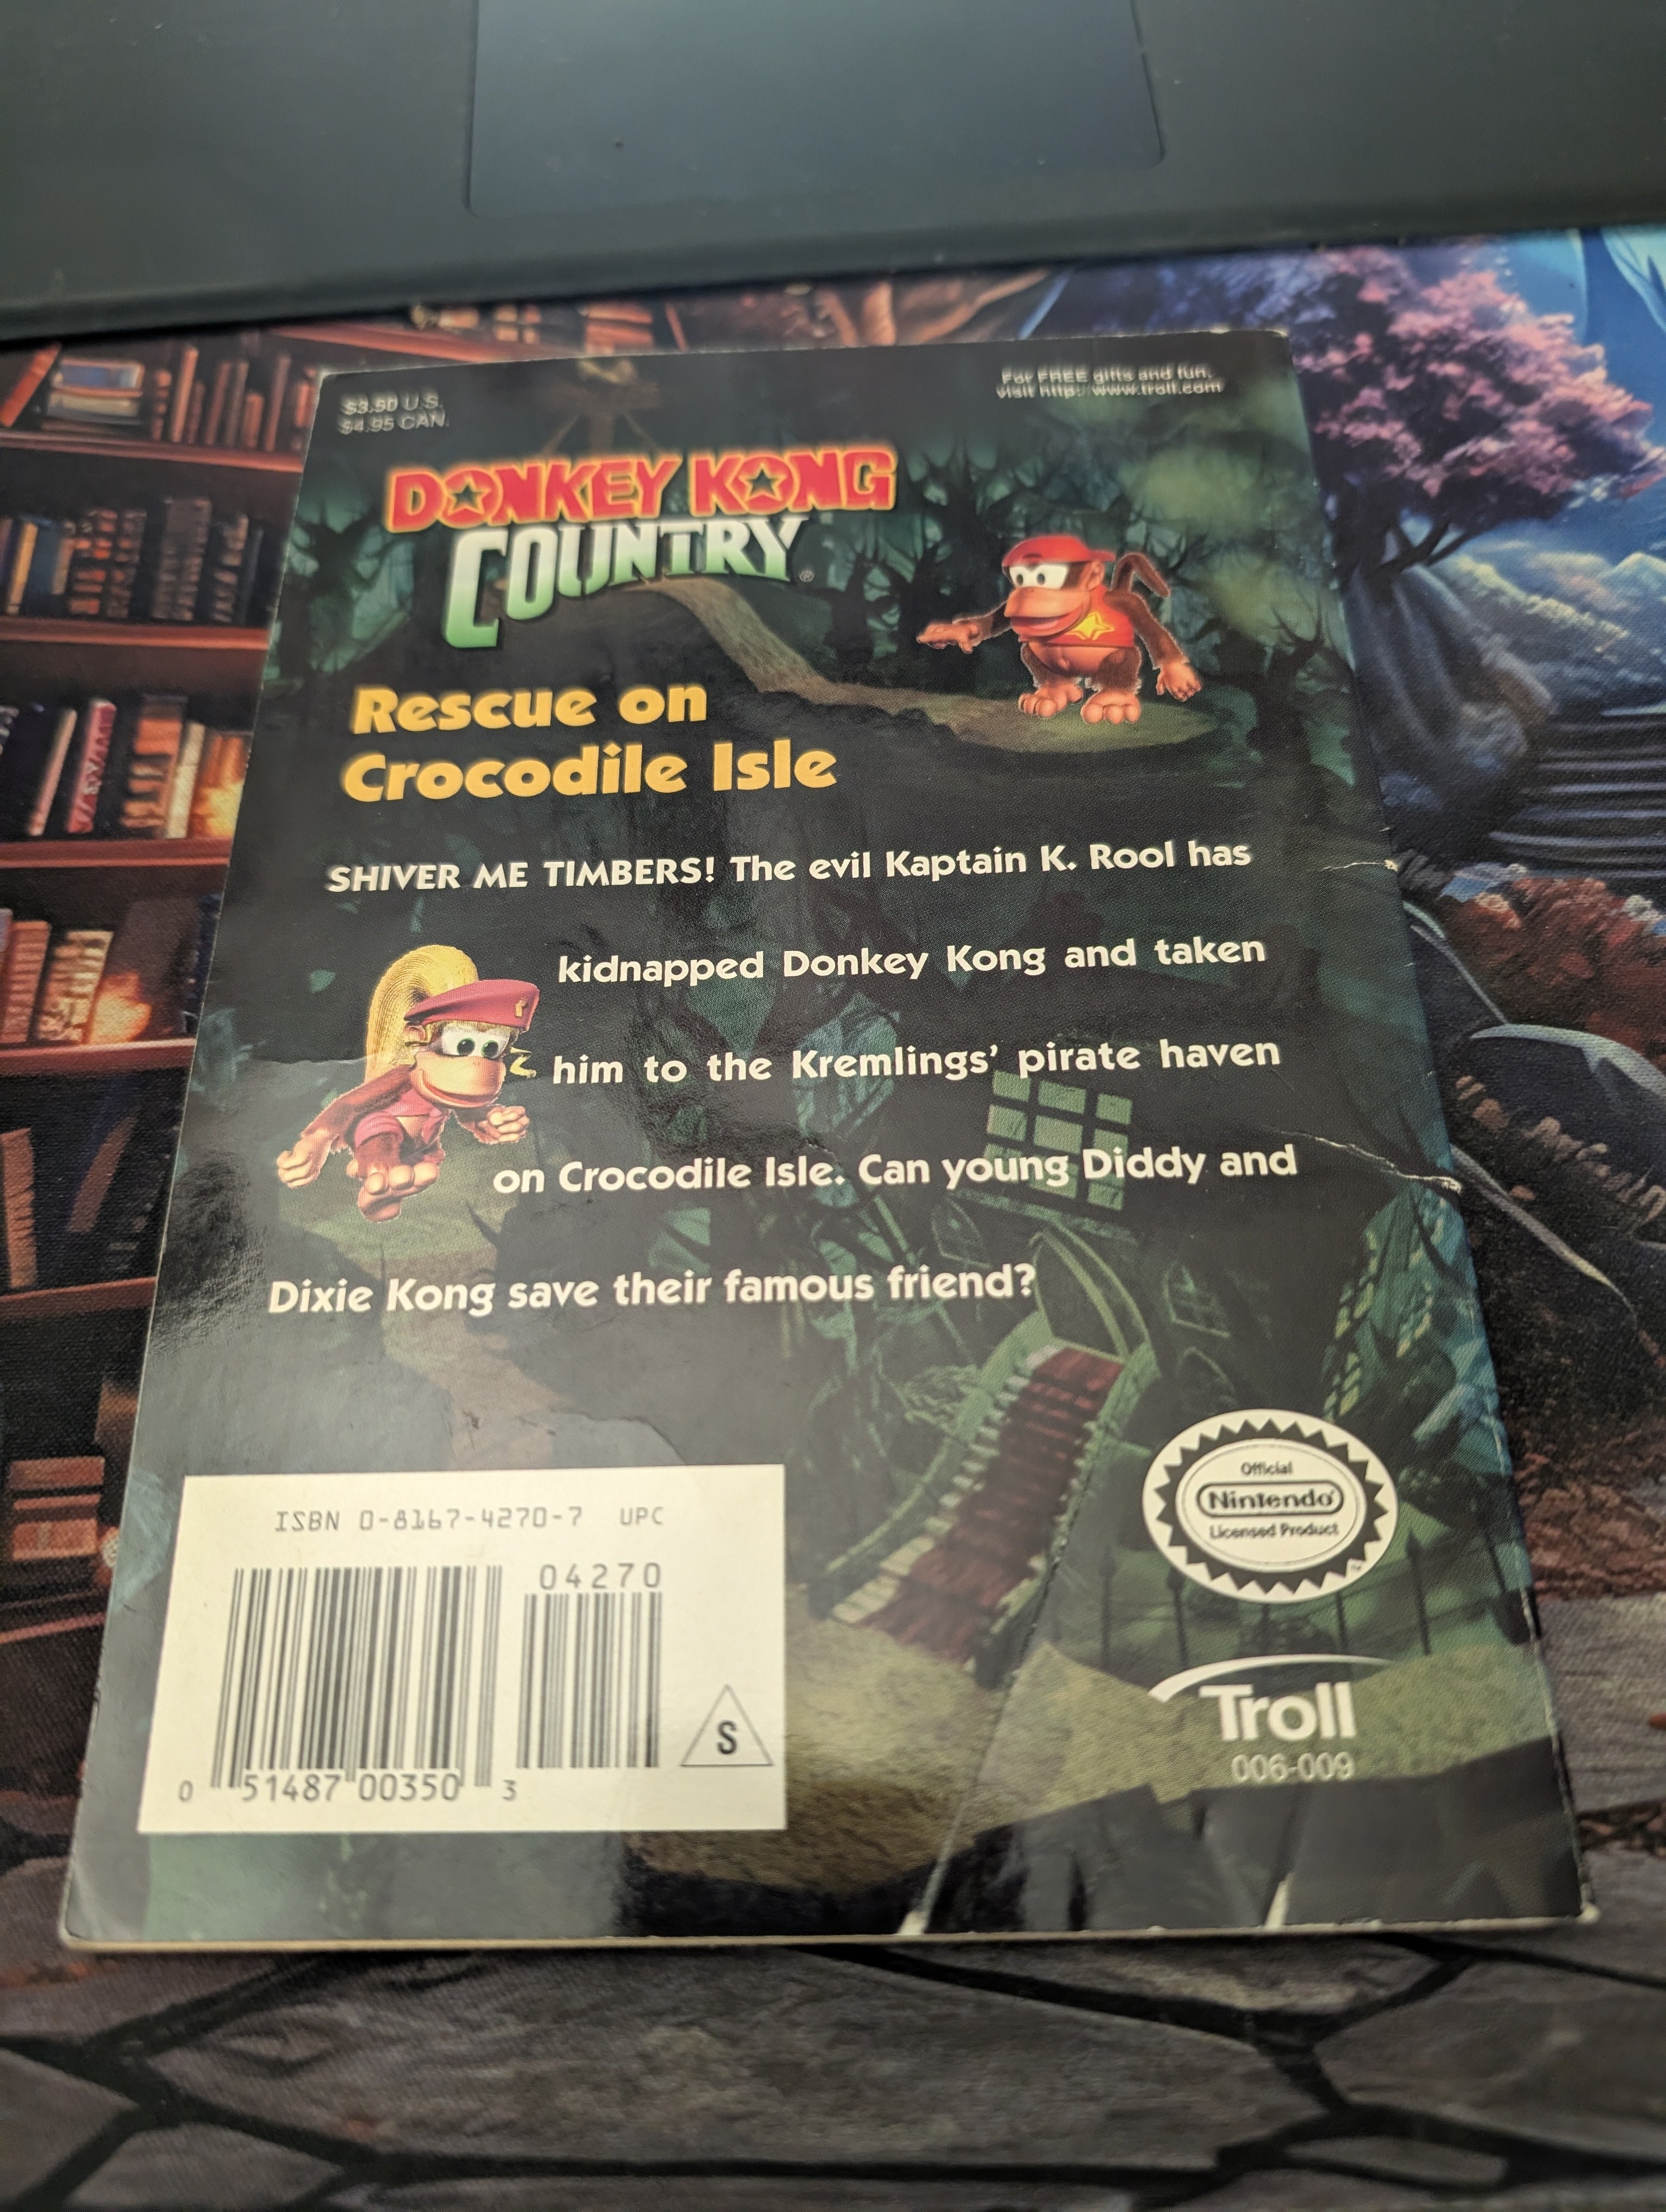 $3.50 U.S.
$4.95 CAN.
For FREE gifts and fun,
visit http://www.troll.com
DONKEY KONG
COUNTRY®
Rescue on
Crocodile Isle
SHIVER ME TIMBERS! The evil Kaptain K. Rool has
kidnapped Donkey Kong and taken
him to the Kremlings' pirate haven
on Crocodile Isle. Can young Diddy and
Dixie Kong save their famous friend?
ISBN 0-8167-4270-7 UPC
04270
0 51487 00350 3
S
Official
Nintendo®
Licensed Product
Troll
006-009